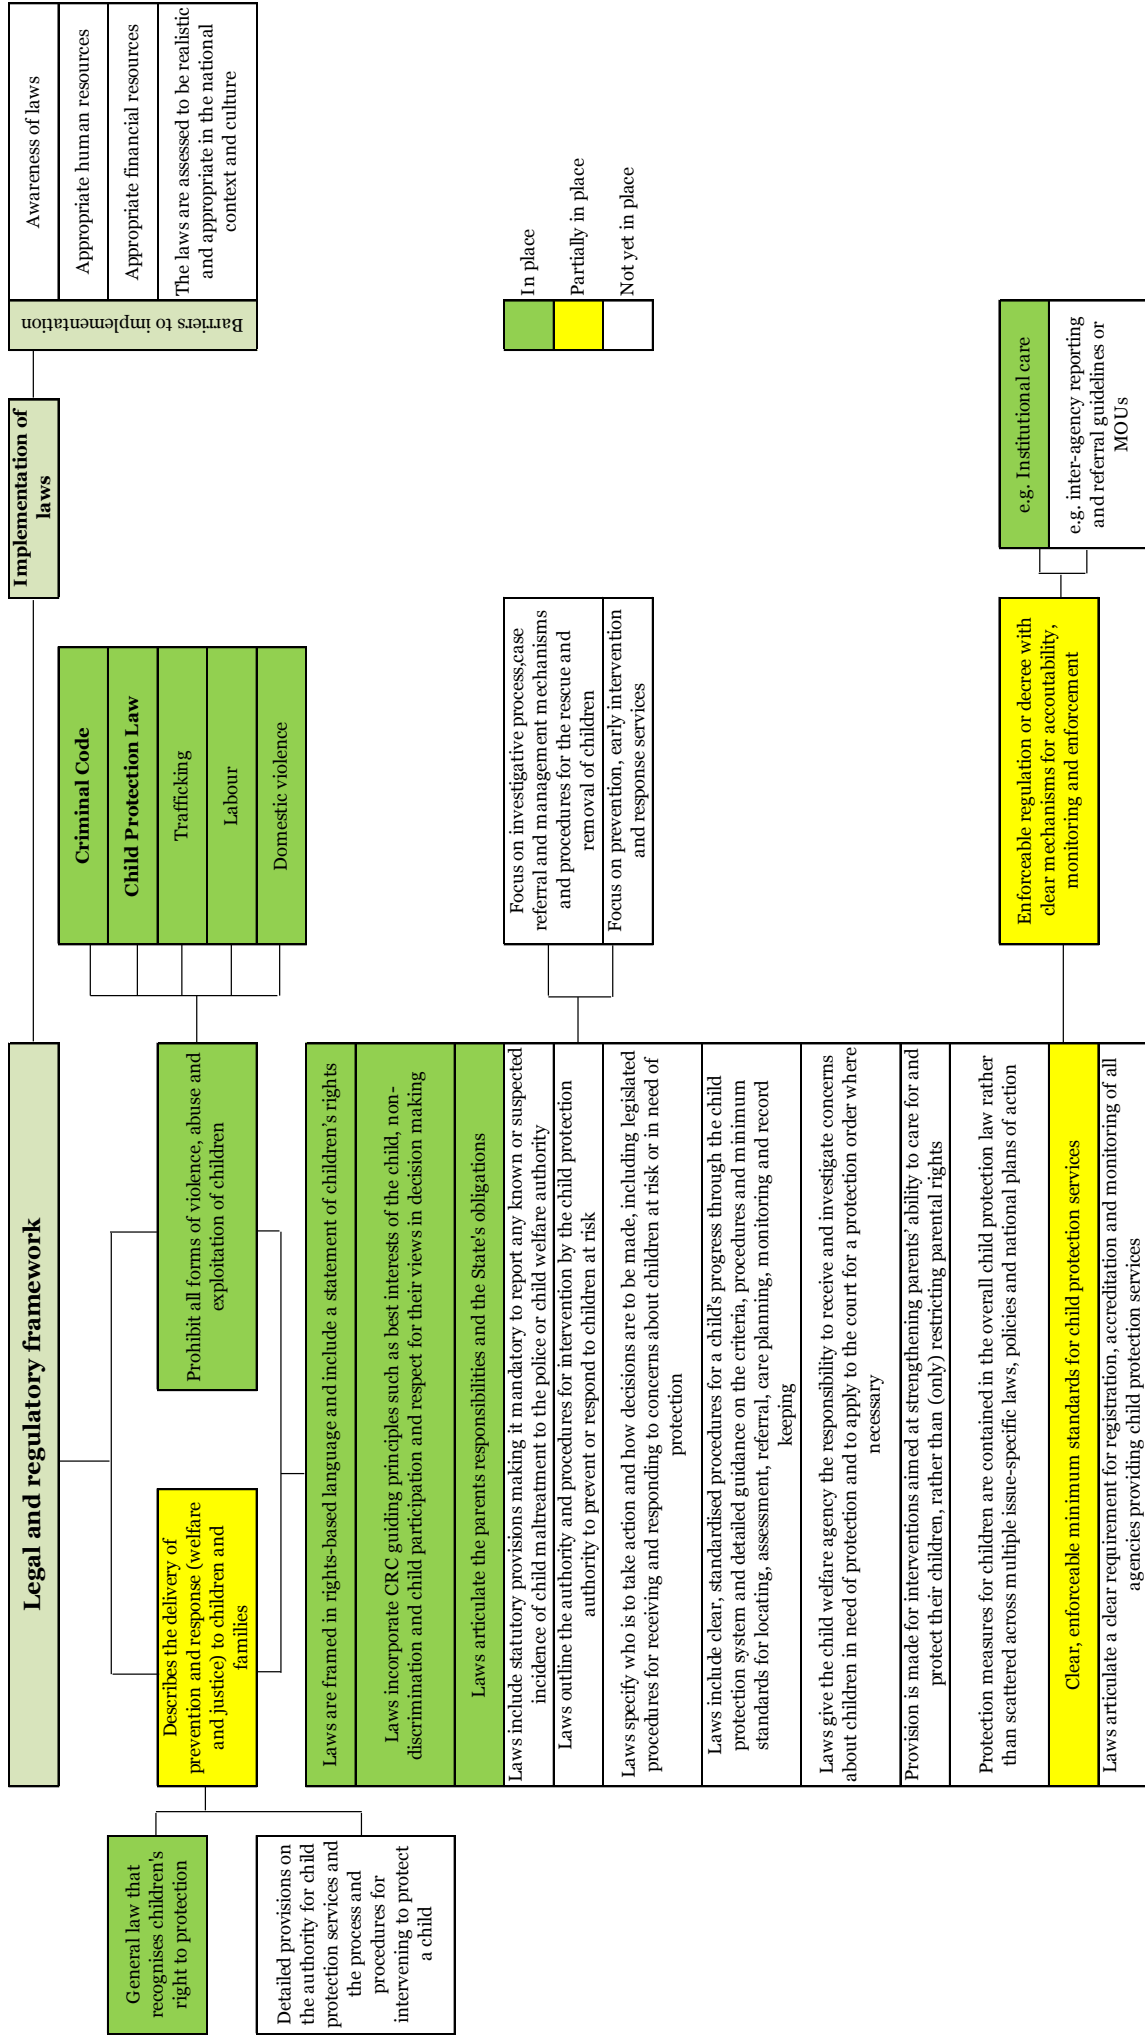 Legal and regulatory framework
Implementation of
laws
Barriers to implementation
Awareness of laws
Appropriate human resources
Appropriate financial resources
The laws are assessed to be realistic
and appropriate in the national
context and culture
General law that
recognises children's
right to protection
Detailed provisions on
the authority for child
protection services and
the process and
procedures for
intervening to protect
a child
Describes the delivery of
prevention and response (welfare
and justice) to children and
families
Prohibit all forms of violence, abuse and
exploitation of children
Criminal Code
Child Protection Law
Trafficking
Labour
Domestic violence
Laws are framed in rights-based language and include a statement of children's rights
Laws incorporate CRC guiding principles such as best interests of the child, non-
discrimination and child participation and respect for their views in decision making
Laws articulate the parents responsibilities and the State's obligations
Laws include statutory provisions making it mandatory to report any known or suspected
incidence of child maltreatment to the police or child welfare authority
Laws outline the authority and procedures for intervention by the child protection
authority to prevent or respond to children at risk
Laws specify who is to take action and how decisions are to be made, including legislated
procedures for receiving and responding to concerns about children at risk or in need of
protection
Laws include clear, standardised procedures for a child's progress through the child
protection system and detailed guidance on the criteria, procedures and minimum
standards for locating, assessment, referral, care planning, monitoring and record
keeping
Laws give the child welfare agency the responsibility to receive and investigate concerns
about children in need of protection and to apply to the court for a protection order where
necessary
Provision is made for interventions aimed at strengthening parents' ability to care for and
protect their children, rather than (only) restricting parental rights
Protection measures for children are contained in the overall child protection law rather
than scattered across multiple issue-specific laws, policies and national plans of action
Clear, enforceable minimum standards for child protection services
Laws articulate a clear requirement for registration, accreditation and monitoring of all
agencies providing child protection services
Focus on investigative process,case
referral and management mechanisms
and procedures for the rescue and
removal of children
Focus on prevention, early intervention
and response services
In place
Partially in place
Not yet in place
Enforceable regulation or decree with
clear mechanisms for accoutability,
monitoring and enforcement
e.g. Institutional care
e.g. inter-agency reporting
and referral guidelines or
MOUs